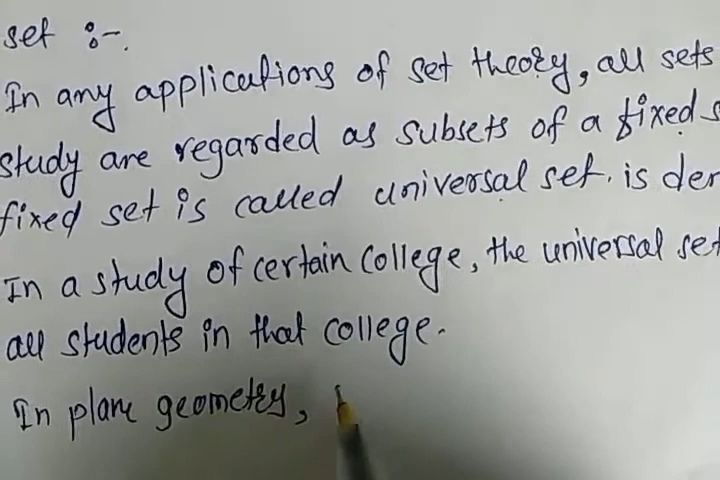 set :-.
In any applications of set theory, all sets
study are regarded as subsets of a fixed s
fixed set is called universal set. is den
In a study of certain college, the universal set
all students in that college.
In plane geometry,